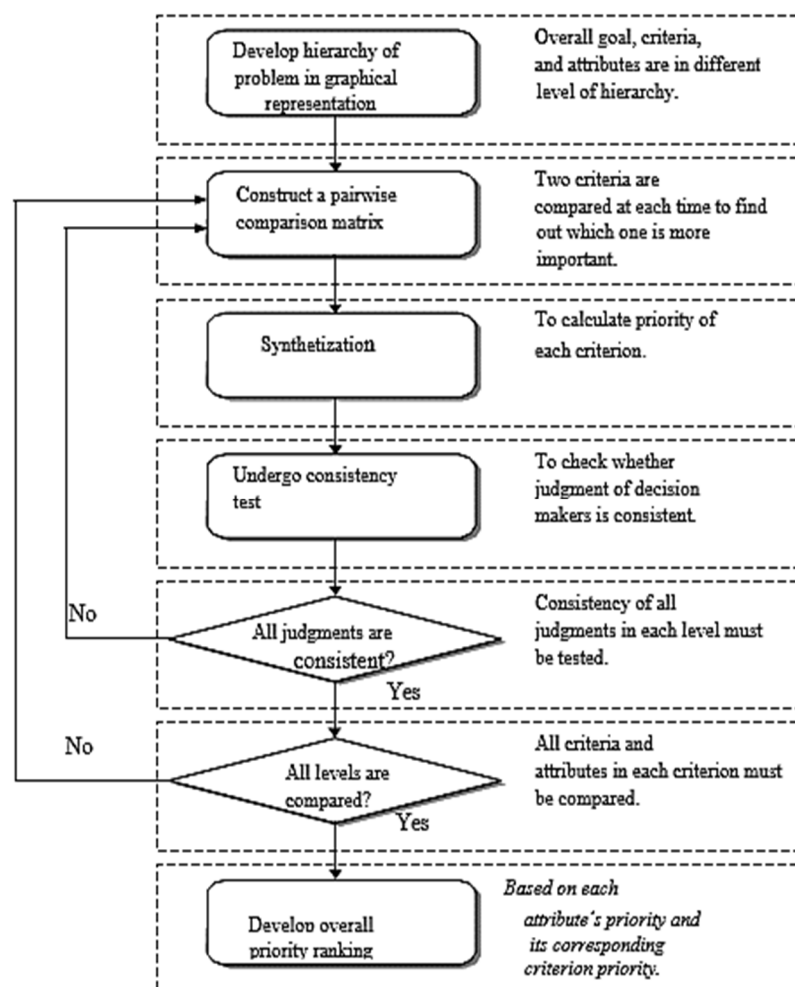 Develop hierarchy of
problem in graphical
representation
Overall goal, criteria,
and attributes are in different
level of hierarchy.
Construct a pairwise
comparison matrix
Two criteria are
compared at each time to find
out which one is more
important.
Synthetization
To calculate priority of
each criterion.
Undergo consistency
test
To check whether
judgment of decision
makers is consistent.
No
All judgments are
consistent?
Yes
Consistency of all
judgments in each level must
be tested.
No
All levels are
compared?
Yes
All criteria and
attributes in each criterion must
be compared.
Develop overall
priority ranking
Based on each
attribute's priority and
its corresponding
criterion priority.